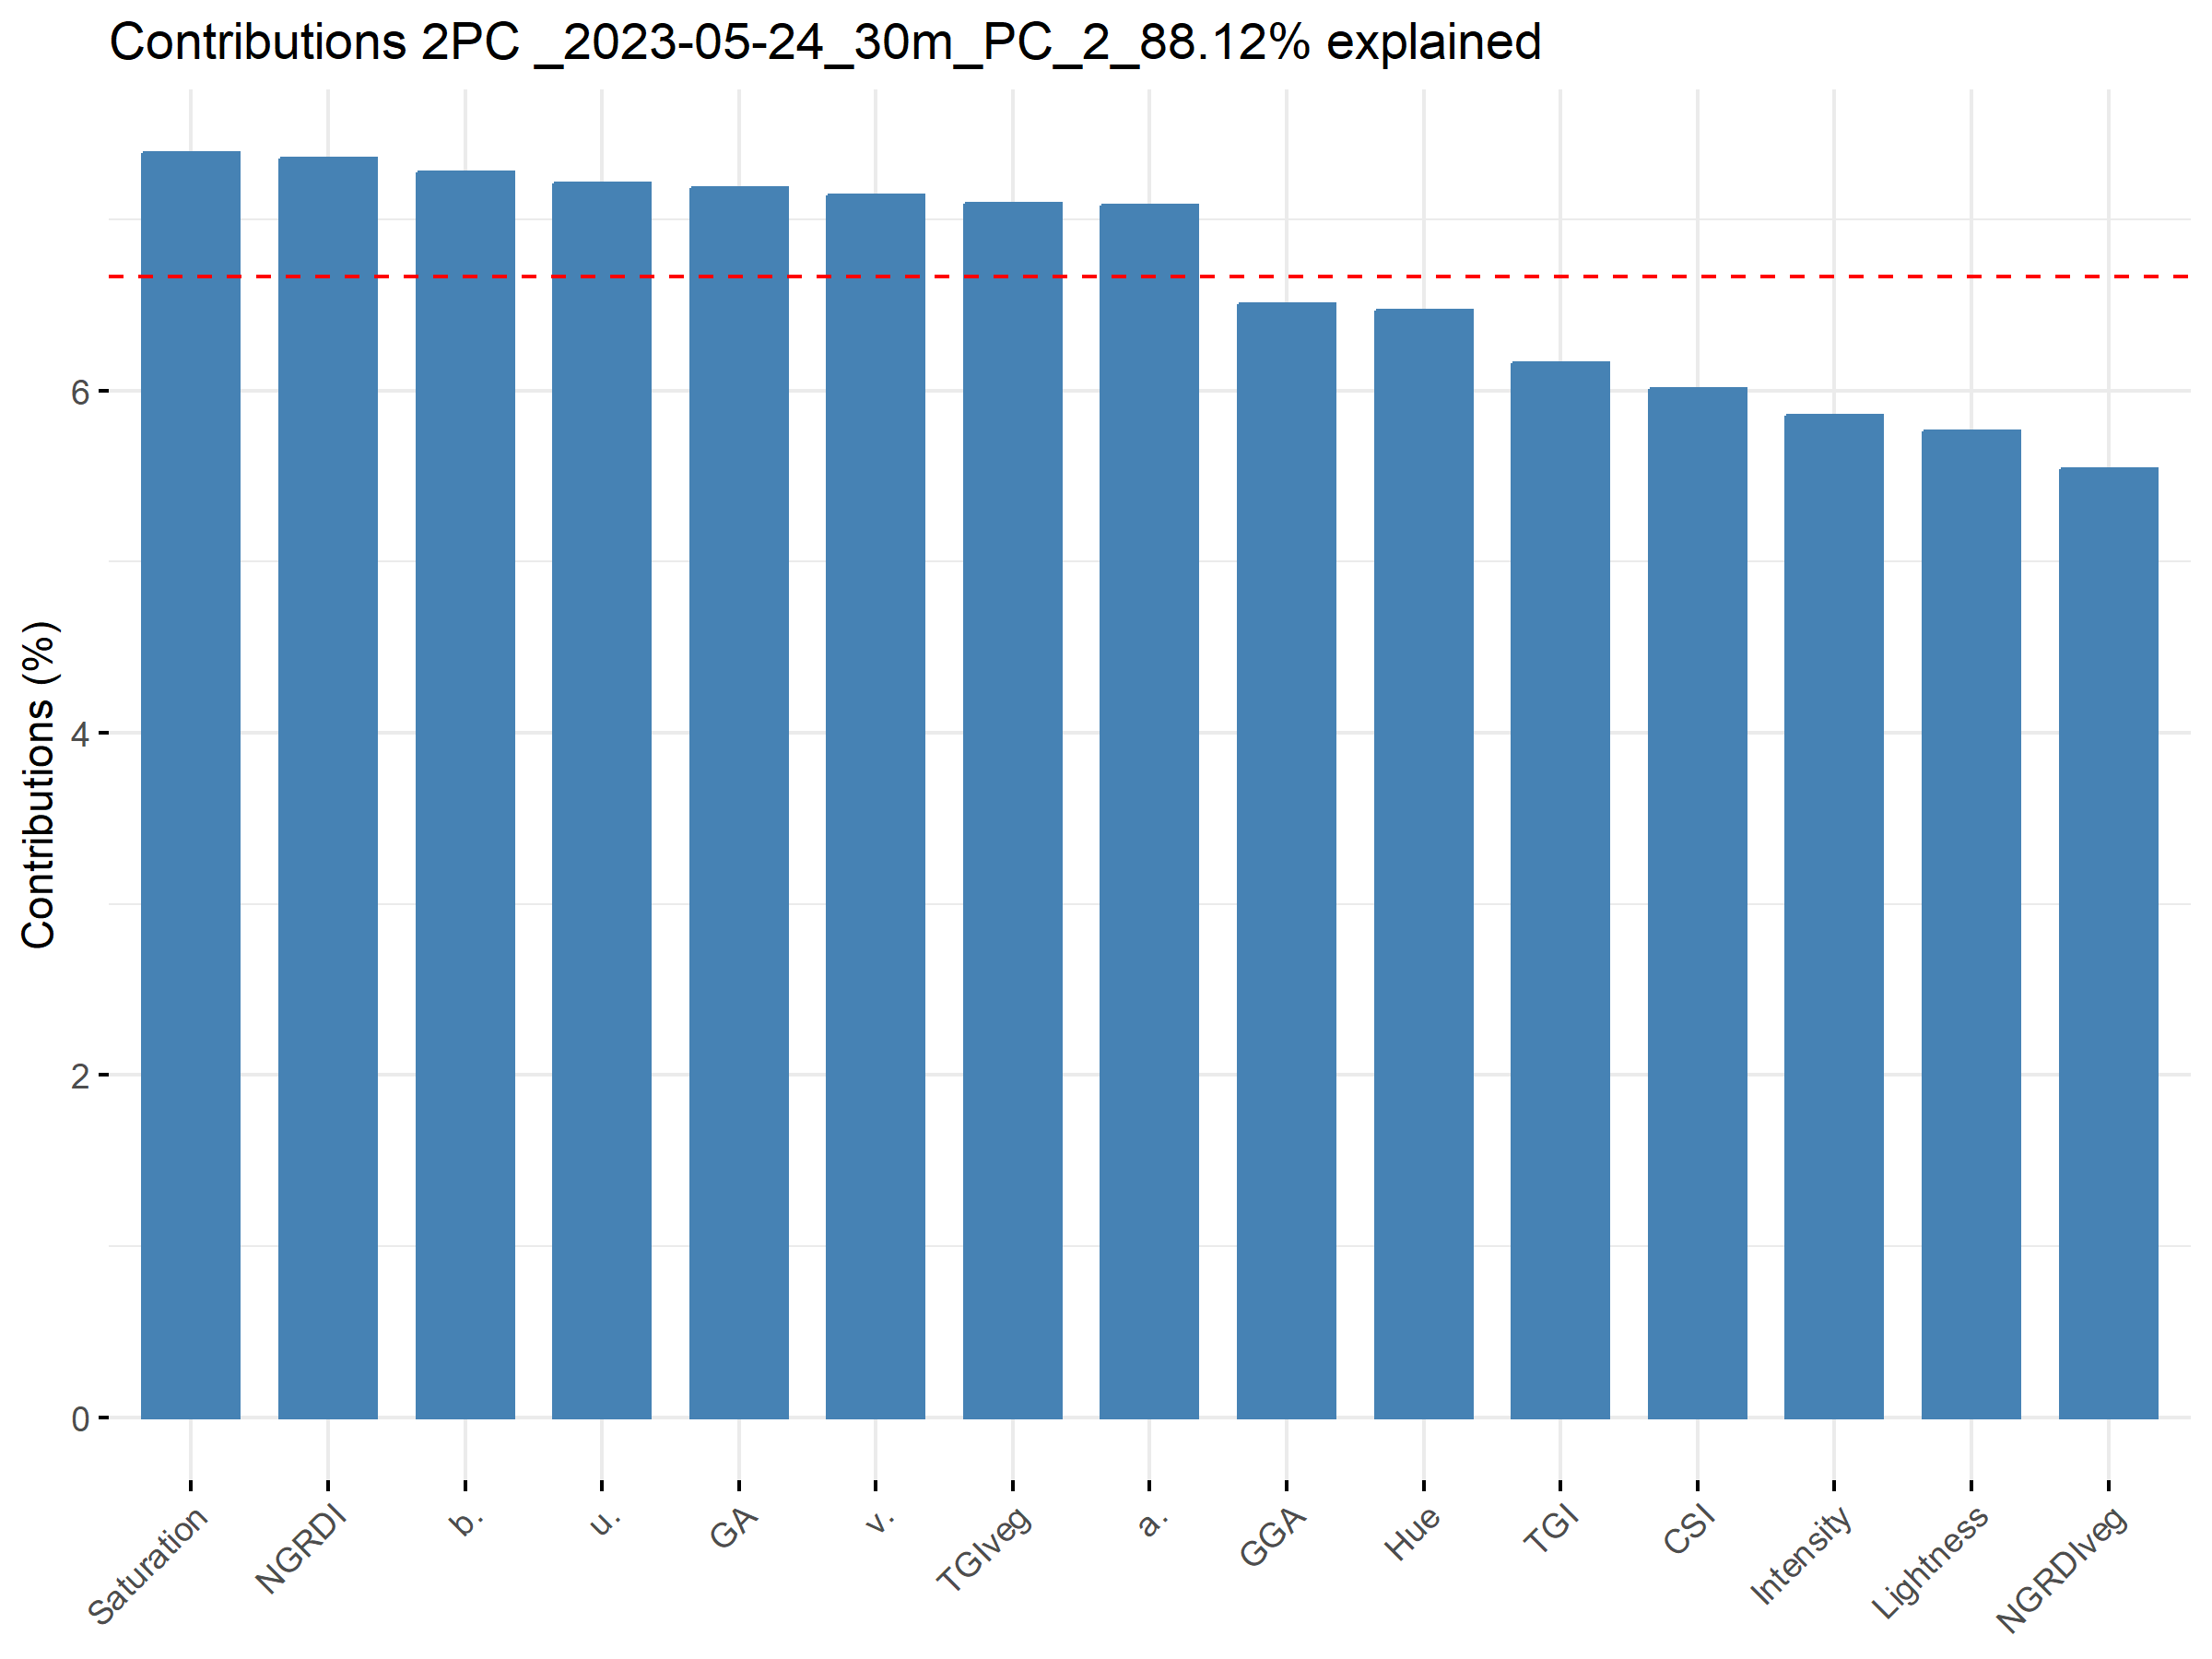 Contributions 2PC _2023-05-24_30m_PC_2_88.12% explained
Contributions (%)
6
4
2
0
Saturation
NGRDI
b.
u.
GA
v.
TGIveg
a.
GGA
Hue
TGI
CSI
Intensity
Lightness
NGRDIveg